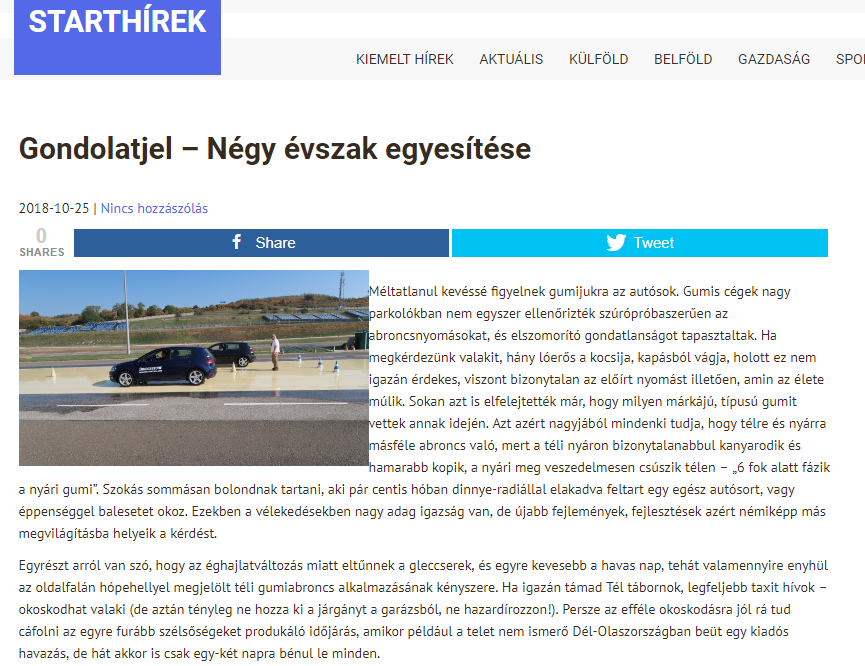 STARTHÍREK
KIEMELT HÍREK AKTUÁLIS KÜLFÖLD BELFÖLD GAZDASÁG SPO
Gondolatjel – Négy évszak egyesítése
2018-10-25 | Nincs hozzászólás
0
SHARES
Share
Tweet
Méltatlanul kevéssé figyelnek gumijukra az autósok. Gumis cégek nagy
parkolókban nem egyszer ellenőrizték szúrópróbaszerűen az
abroncsnyomásokat, és elszomorító gondatlanságot tapasztaltak. Ha
megkérdezünk valakit, hány lóerős a kocsija, kapásból vágja, holott ez nem
igazán érdekes, viszont bizonytalan az előírt nyomást illetően, amin az élete
múlik. Sokan azt is elfelejtették már, hogy milyen márkájú, típusú gumit
vettek annak idején. Azt azért nagyjából mindenki tudja, hogy télre és nyárra
másféle abroncs való, mert a téli nyáron bizonytalanabbul kanyarodik és
hamarabb kopik, a nyári meg veszedelmesen csúszik télen – „6 fok alatt fázik
a nyári gumi”. Szokás sommásan bolondnak tartani, aki pár centis hóban dinnye-radiállal elakadva feltart egy egész autósort, vagy
éppenséggel balesetet okoz. Ezekben a vélekedésekben nagy adag igazság van, de újabb fejlemények, fejlesztések azért némiképp más
megvilágításba helyeik a kérdést.
Egyrészt arról van szó, hogy az éghajlatváltozás miatt eltűnnek a gleccserek, és egyre kevesebb a havas nap, tehát valamennyire enyhül
az oldalfalán hópehellyel megjelölt téli gumiabroncs alkalmazásának kényszere. Ha igazán támad Tél tábornok, legfeljebb taxit hívok –
okoskodhat valaki (de aztán tényleg ne hozza ki a járgányt a garázsból, ne hazardírozzon!). Persze az efféle okoskodásra jól rá tud
cáfolni az egyre furább szélsőségeket produkáló időjárás, amikor például a telet nem ismerő Dél-Olaszországban beüt egy kiadós
havazás, de hát akkor is csak egy-két napra bénul le minden.